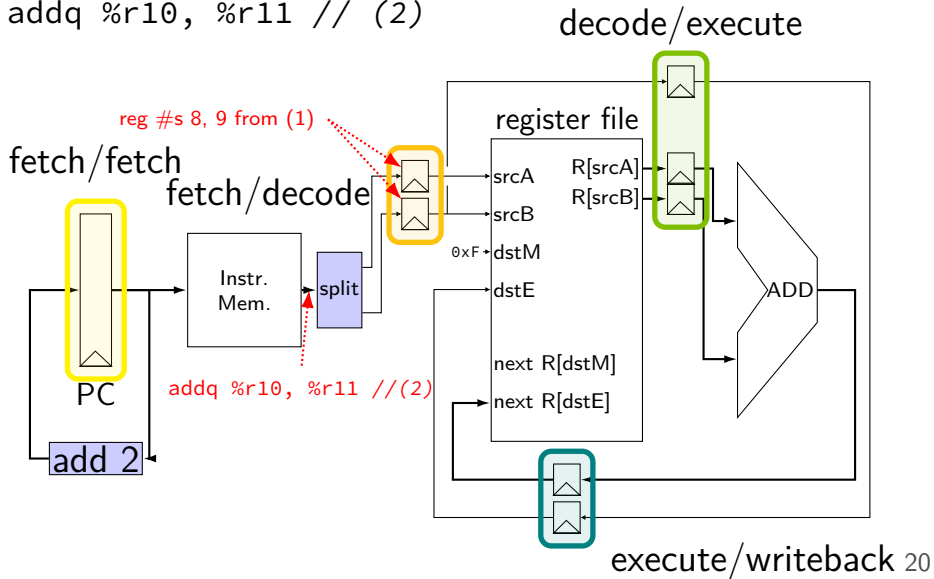 addq %r10, %r11 // (2)
decode/execute
reg #s 8, 9 from (1)
register file
fetch/fetch
fetch/decode
srcA
R[srcA]
srcB
R[srcB]
0xF
dstM
Instr.
Mem.
split
dstE
ADD
next R[dstM]
addq %r10, %r11 //(2)
PC
next R[dstE]
add 2
execute/writeback
20